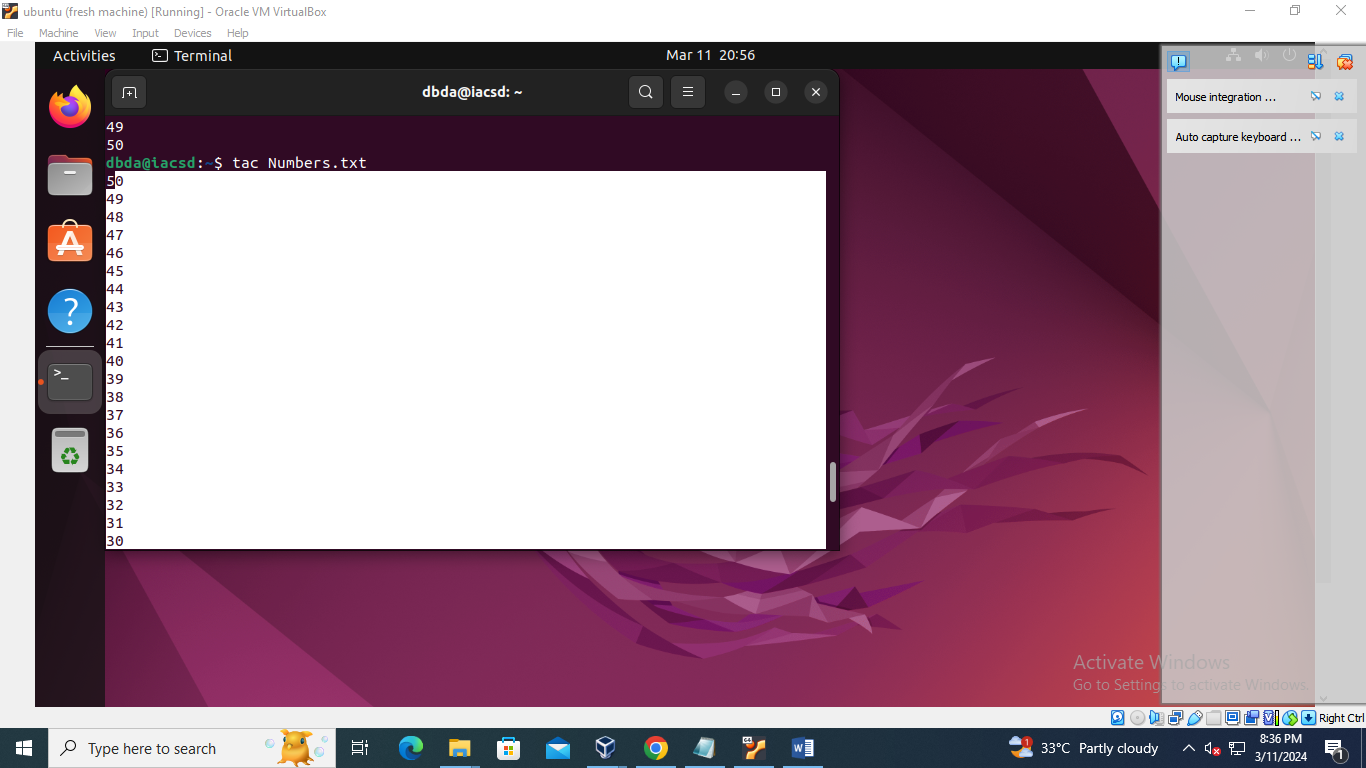 ubuntu (fresh machine) [Running] - Oracle VM VirtualBox
File Machine View Input Devices Help
Activities Terminal Mar 11 20:56
dbda@iacsd: ~
49
50
dbda@iacsd:~$ tac Numbers.txt
50
49
48
47
46
45
44
43
42
41
40
39
38
37
36
35
34
33
32
31
30
Mouse integration ...
Auto capture keyboard ...
Activate Windows
Go to Settings to activate Windows.
Right Ctrl
Type here to search
33°C Partly cloudy
8:36 PM
3/11/2024
1
1